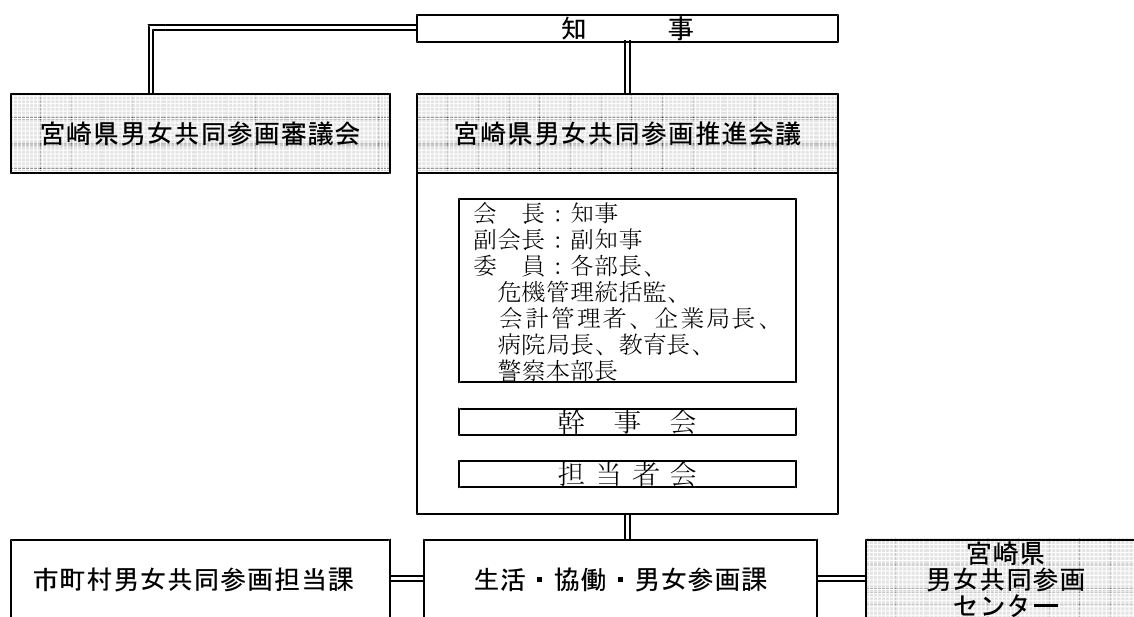 知　　　事
宮崎県男女共同参画審議会
宮崎県男女共同参画推進会議
会　長：知事
副会長：副知事
委　員：各部長、
危機管理統括監、
会計管理者、企業局長、
病院局長、教育長、
警察本部長
幹　事　会
担 当 者 会
市町村男女共同参画担当課
生活・協働・男女参画課
宮崎県
男女共同参画
センター